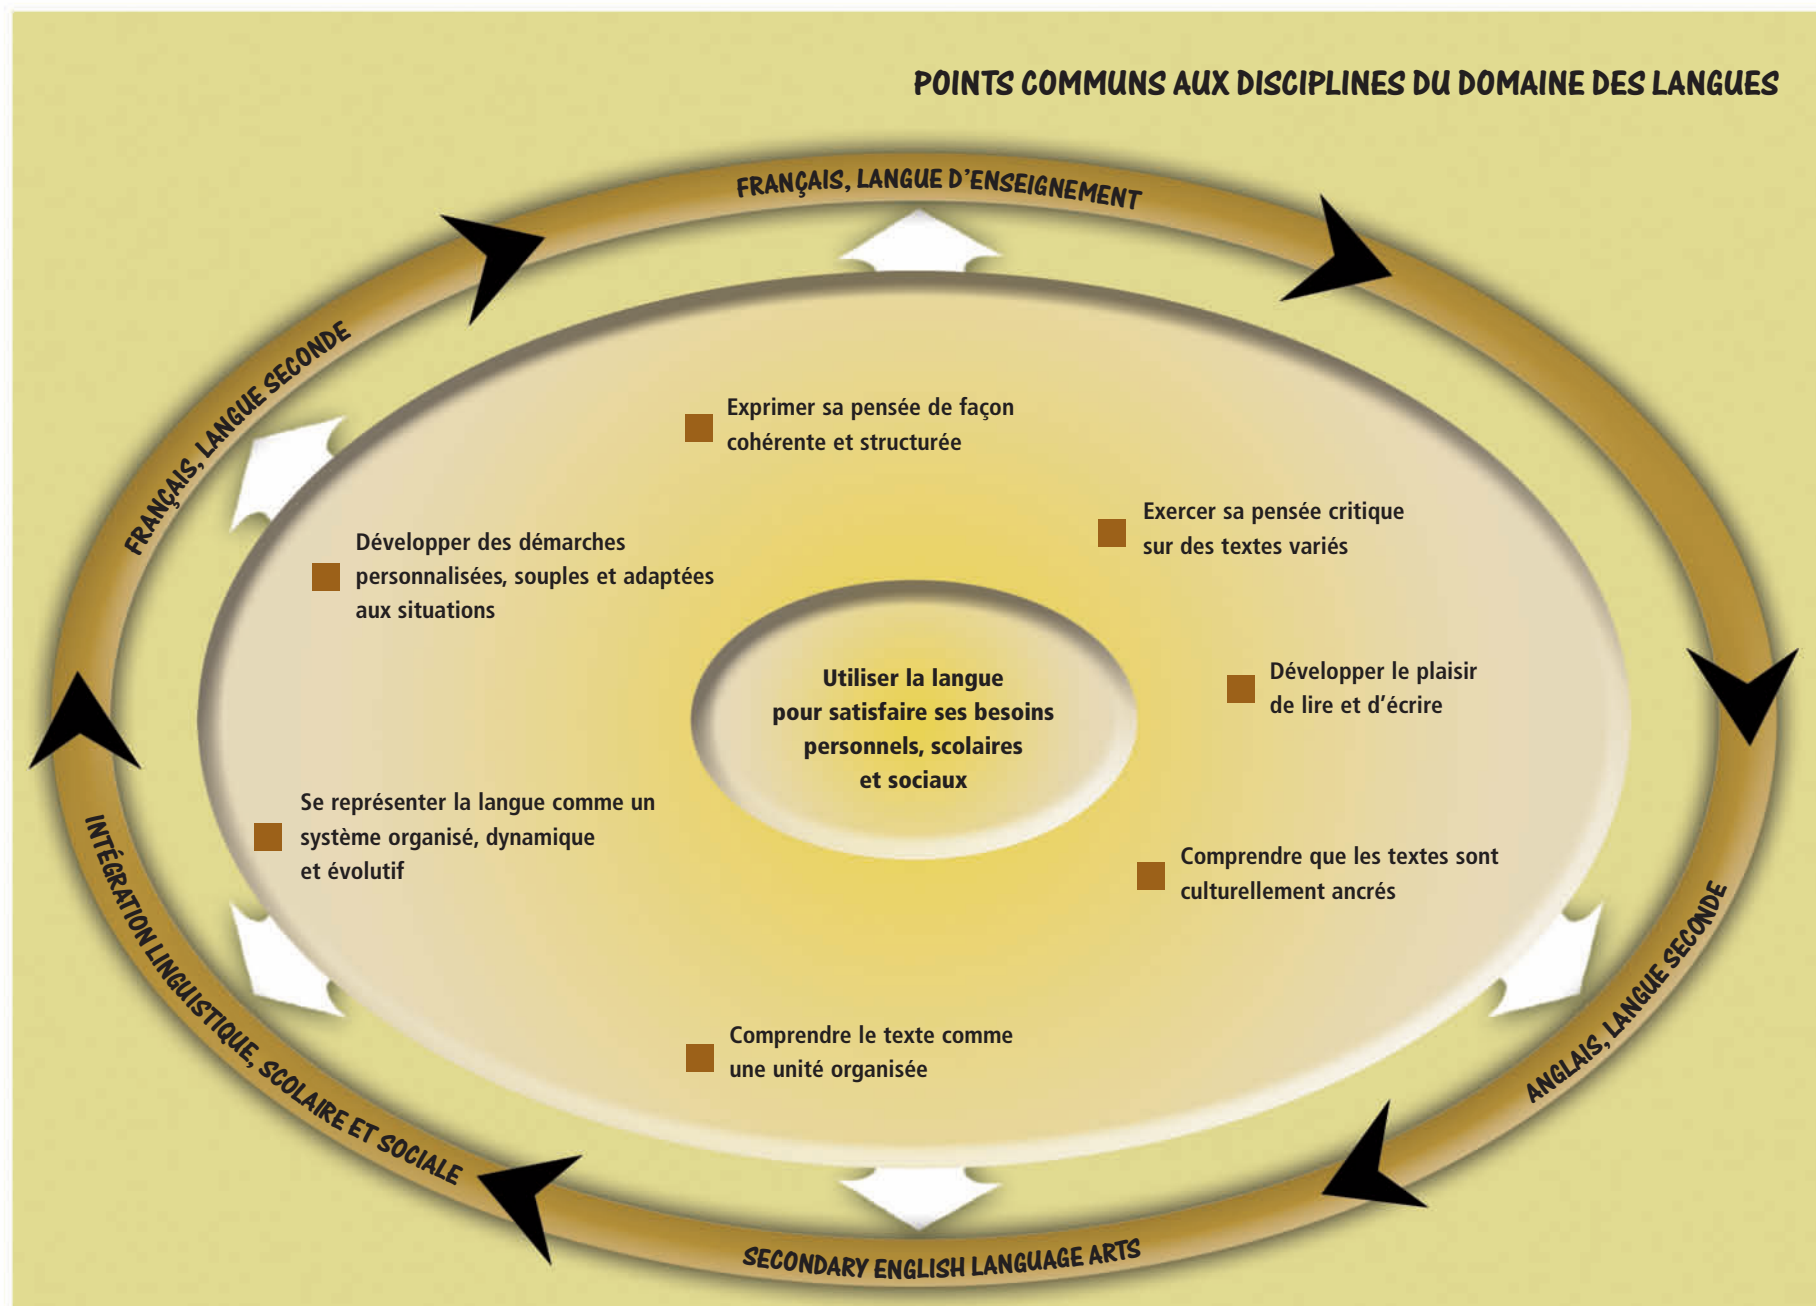 POINTS COMMUNS AUX DISCIPLINES DU DOMAINE DES LANGUES
FRANÇAIS, LANGUE D'ENSEIGNEMENT
FRANÇAIS, LANGUE SECONDE
Exprimer sa pensée de façon
cohérente et structurée
Exercer sa pensée critique
sur des textes variés
Développer des démarches
personnalisées, souples et adaptées
aux situations
Utiliser la langue
pour satisfaire ses besoins
personnels, scolaires
et sociaux
Développer le plaisir
de lire et d'écrire
Se représenter la langue comme un
système organisé, dynamique
et évolutif
Comprendre que les textes sont
culturellement ancrés
Comprendre le texte comme
une unité organisée
ANGLAIS, LANGUE SECONDE
INTÉGRATION LINGUISTIQUE, SCOLAIRE ET SOCIALE
SECONDARY ENGLISH LANGUAGE ARTS